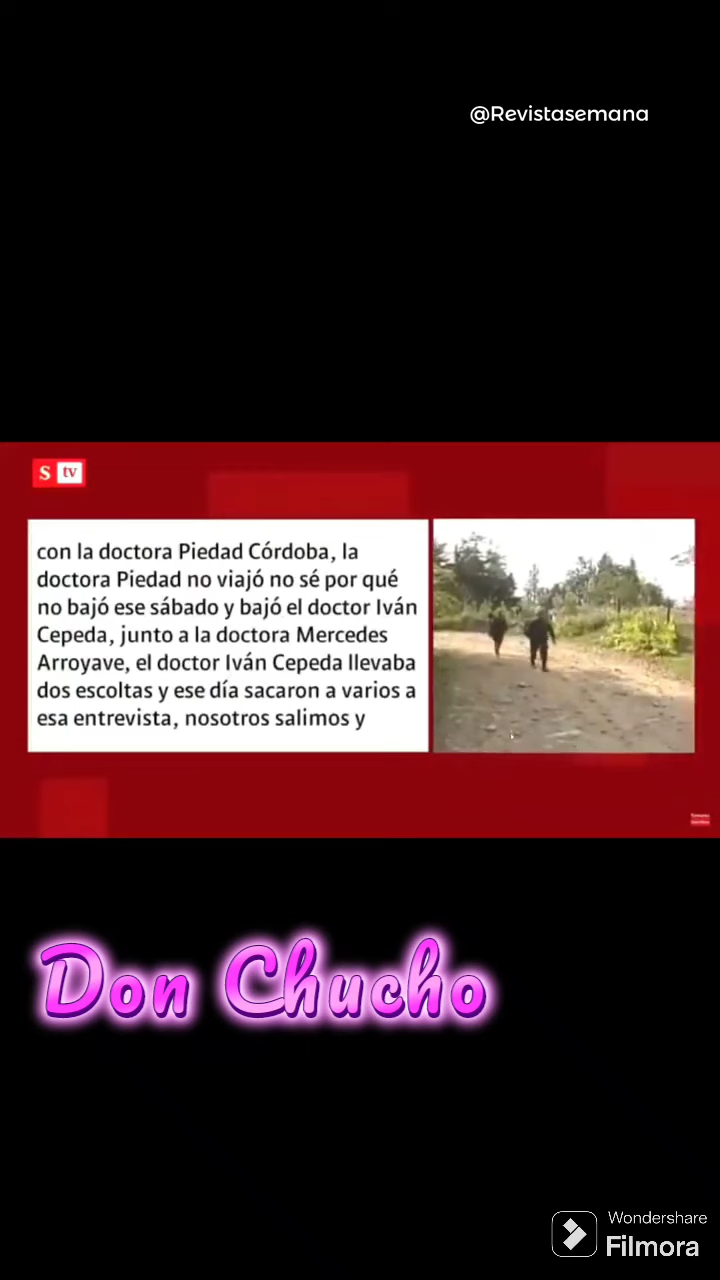 @Revistasemana
S tv
con la doctora Piedad Córdoba, la
doctora Piedad no viajó no sé por qué
no bajó ese sábado y bajó el doctor Iván
Cepeda, junto a la doctora Mercedes
Arroyave, el doctor Iván Cepeda llevaba
dos escoltas y ese día sacaron a varios a
esa entrevista, nosotros salimos y
Don Chucho
Wondershare
Filmora